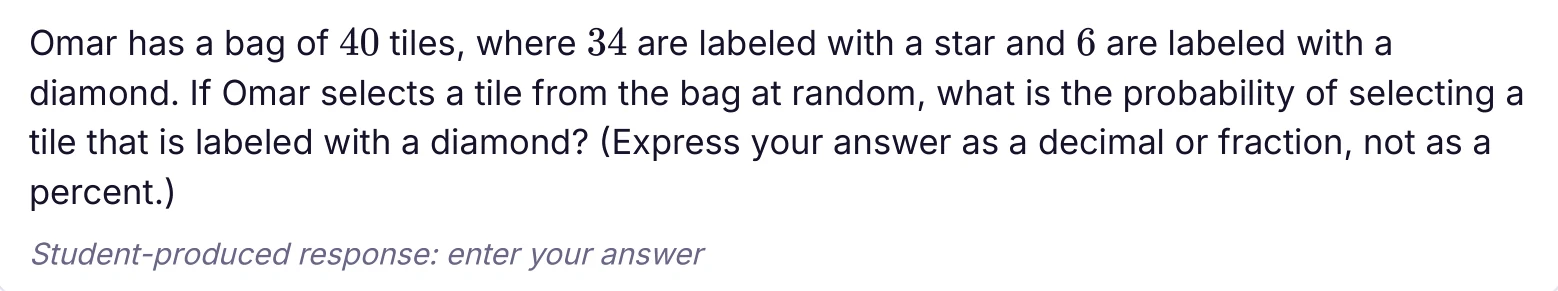 Omar has a bag of 40 tiles, where 34 are labeled with a star and 6 are labeled with a
diamond. If Omar selects a tile from the bag at random, what is the probability of selecting a
tile that is labeled with a diamond? (Express your answer as a decimal or fraction, not as a
percent.)
Student-produced response: enter your answer